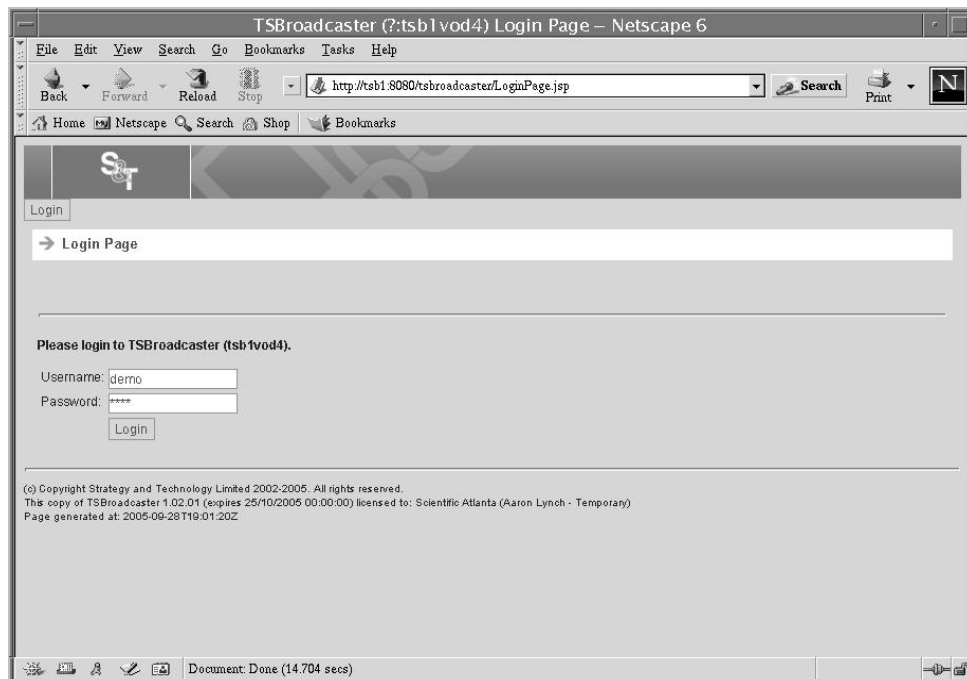 TSBroadcaster (?:tsb1vod4) Login Page – Netscape 6
File Edit View Search Go Bookmarks Tasks Help
Back Forward Reload Stop http://tsb1:8080/tsbroadcaster/LoginPage.jsp Search Print N
Home Netscape Search Shop Bookmarks
S&T
Login
Login Page
Please login to TSBroadcaster (tsb1vod4).
Username: demo
Password: ****
Login
(c) Copyright Strategy and Technology Limited 2002-2005. All rights reserved.
This copy of TSBroadcaster 1.02.01 (expires 25/10/2005 00:00:00) licensed to: Scientific Atlanta (Aaron Lynch - Temporary)
Page generated at: 2005-09-28T19:01:20Z
Document: Done (14.704 secs)